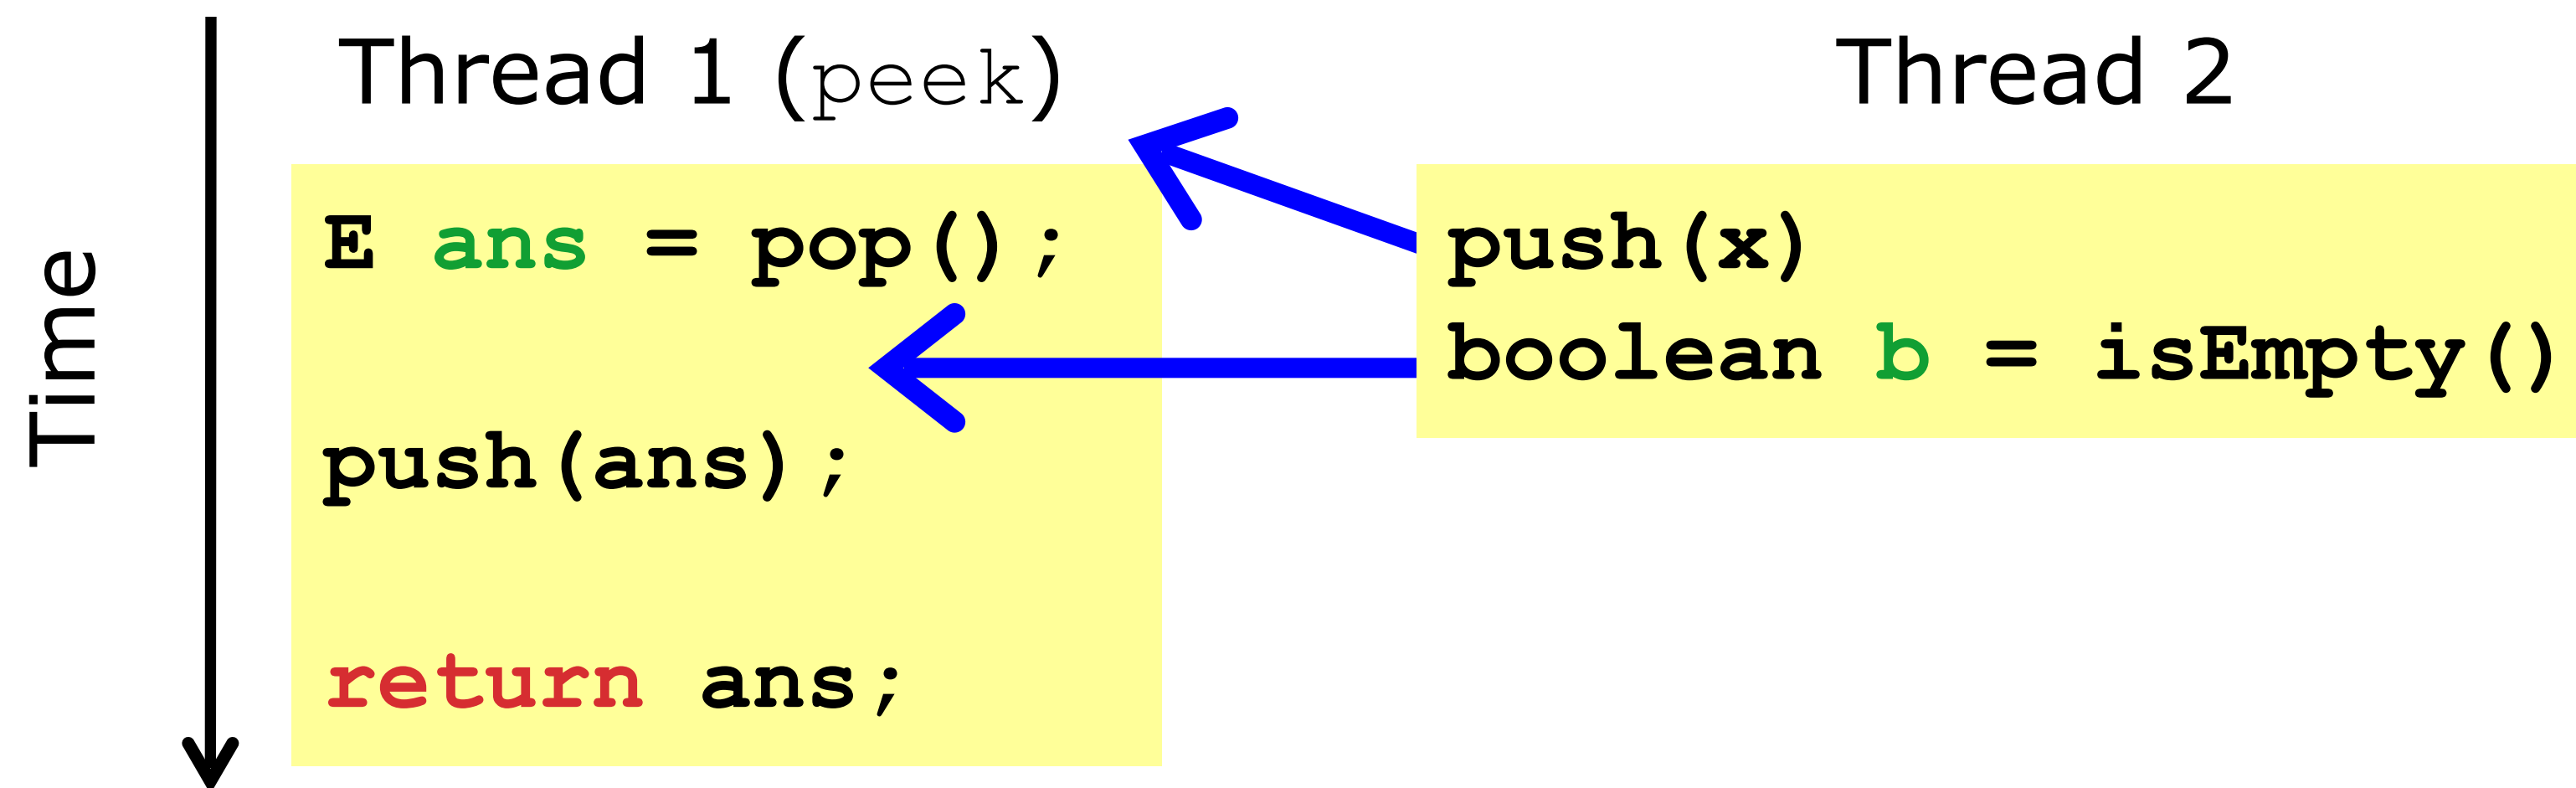 Time
Thread 1 (peek)
E ans = pop();
push(ans);
return ans;
Thread 2
push(x)
boolean b = isEmpty()